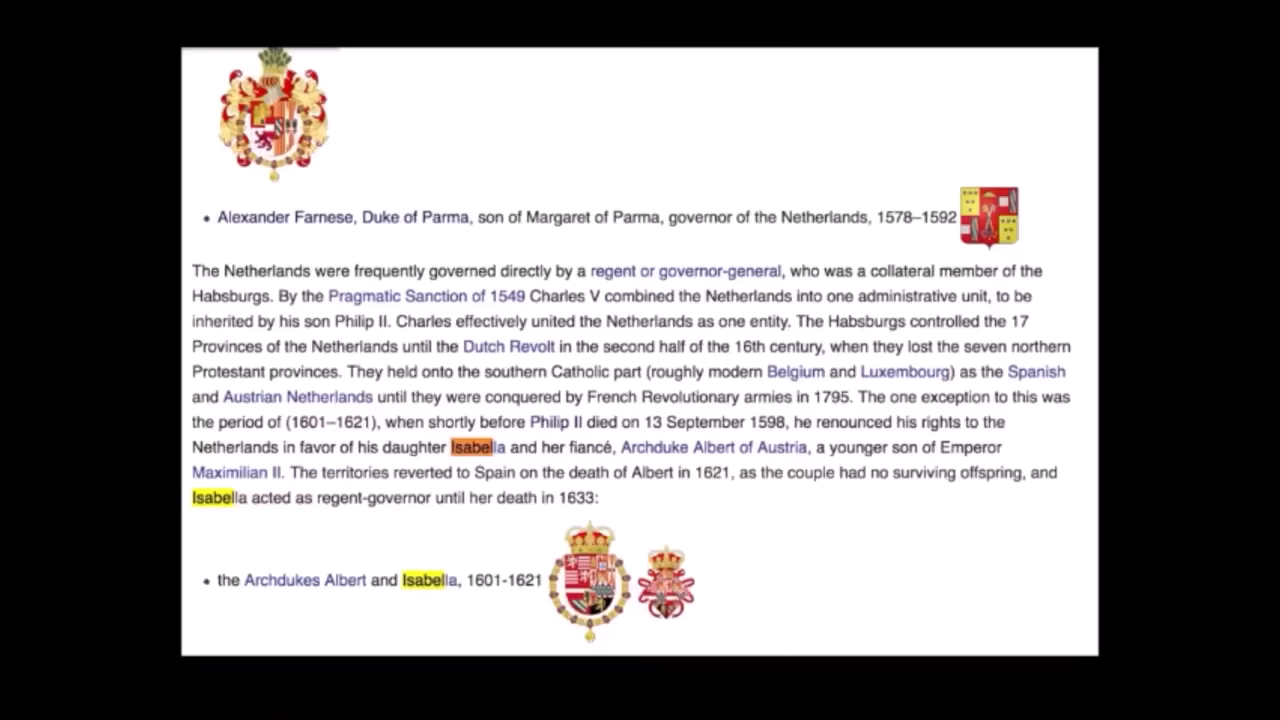 • Alexander Farnese, Duke of Parma, son of Margaret of Parma, governor of the Netherlands, 1578–1592
The Netherlands were frequently governed directly by a regent or governor-general, who was a collateral member of the
Habsburgs. By the Pragmatic Sanction of 1549 Charles V combined the Netherlands into one administrative unit, to be
inherited by his son Philip II. Charles effectively united the Netherlands as one entity. The Habsburgs controlled the 17
Provinces of the Netherlands until the Dutch Revolt in the second half of the 16th century, when they lost the seven northern
Protestant provinces. They held onto the southern Catholic part (roughly modern Belgium and Luxembourg) as the Spanish
and Austrian Netherlands until they were conquered by French Revolutionary armies in 1795. The one exception to this was
the period of (1601–1621), when shortly before Philip II died on 13 September 1598, he renounced his rights to the
Netherlands in favor of his daughter Isabella and her fiancé, Archduke Albert of Austria, a younger son of Emperor
Maximilian II. The territories reverted to Spain on the death of Albert in 1621, as the couple had no surviving offspring, and
Isabella acted as regent-governor until her death in 1633:
• the Archdukes Albert and Isabella, 1601-1621